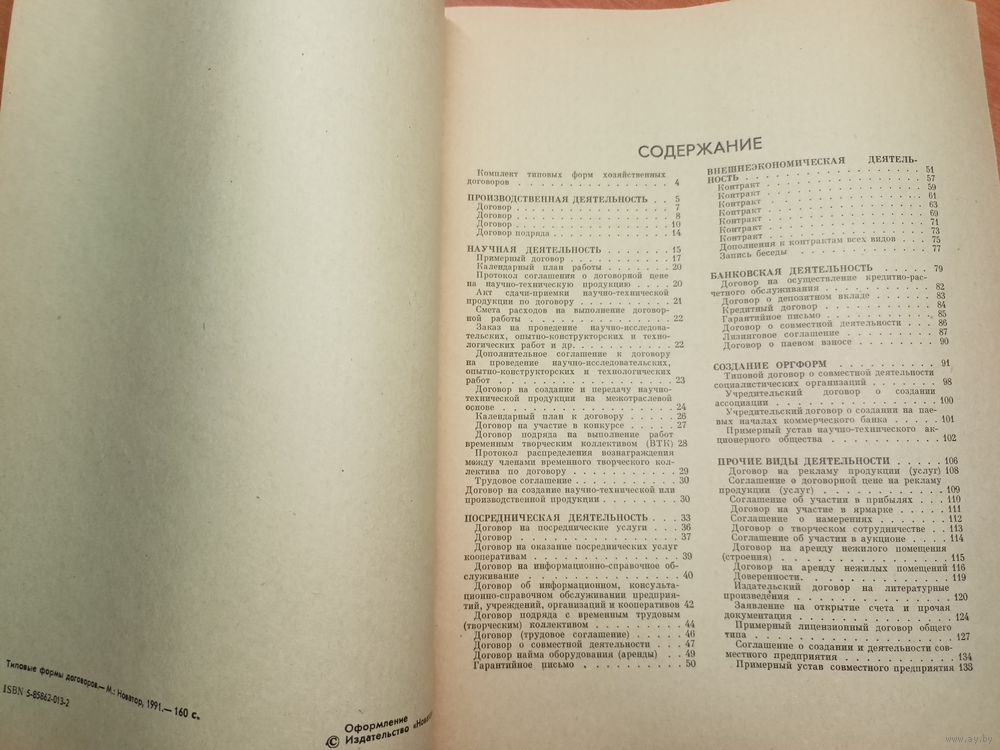 Типовые формы договоров.— М.: Новатор, 1991.— 160 с.
ISBN 5-85862-013-2
Оформление
© Издательство
СОДЕРЖАНИЕ
Комплект типовых форм хозяйственных
договоров . . . . . . . . . . . . 4
ПРОИЗВОДСТВЕННАЯ ДЕЯТЕЛЬНОСТЬ . . 5
Договор . . . . . . . . . . . . 7
Договор . . . . . . . . . . . . 8
Договор . . . . . . . . . . . . 10
Договор подряда . . . . . . . . . . 14
НАУЧНАЯ ДЕЯТЕЛЬНОСТЬ . . . . . . 15
Примерный договор . . . . . . . . . 17
Календарный план работы . . . . . . 20
Протокол соглашения о договорной цене
на научно-техническую продукцию . . . . 20
Акт сдачи-приемки научно-технической
продукции по договору . . . . . . . . 21
Смета расходов на выполнение договор-
ной работы . . . . . . . . . . . . 22
Заказ на проведение научно-исследова-
тельских, опытно-конструкторских и техно-
логических работ и др. . . . . . . . . 22
Дополнительное соглашение к договору
на проведение научно-исследовательских,
опытно-конструкторских и технологических
работ . . . . . . . . . . . . . . 23
Договор на создание и передачу научно-
технической продукции на межотраслевой
основе . . . . . . . . . . . . . . 24
Календарный план к договору . . . . . 26
Договор на участие в конкурсе . . . . . 27
Договор подряда на выполнение работ
временным творческим коллективом (ВТК) 28
Протокол распределения вознаграждения
между членами временного творческого кол-
лектива по договору . . . . . . . . . 29
Трудовое соглашение . . . . . . . . 30
Договор на создание научно-технической или
производственной продукции . . . . . . 30
ПОСРЕДНИЧЕСКАЯ ДЕЯТЕЛЬНОСТЬ . . . 33
Договор на посреднические услуги . . . . 36
Договор . . . . . . . . . . . . . 37
Договор на оказание посреднических услуг
кооперативам . . . . . . . . . . . 39
Договор на информационно-справочное об-
служивание . . . . . . . . . . . . 40
Договор об информационном, консульта-
ционно-справочном обслуживании предприя-
тий, учреждений, организаций и кооперативов 42
Договор подряда с временным трудовым
(творческим) коллективом . . . . . . . 44
Договор (трудовое соглашение) . . . . . 46
Договор о совместной деятельности . . . . 47
Договор найма оборудования (аренды) . . 49
Гарантийное письмо . . . . . . . . . 50
ВНЕШНЕЭКОНОМИЧЕСКАЯ ДЕЯТЕЛЬ-
НОСТЬ . . . . . . . . . . . . . . 51
Контракт . . . . . . . . . . . . . 57
Контракт . . . . . . . . . . . . . 59
Контракт . . . . . . . . . . . . . 61
Контракт . . . . . . . . . . . . . 63
Контракт . . . . . . . . . . . . . 69
Контракт . . . . . . . . . . . . . 71
Контракт . . . . . . . . . . . . . 73
Дополнения к контрактам всех видов . . . 75
Запись беседы . . . . . . . . . . . 77
БАНКОВСКАЯ ДЕЯТЕЛЬНОСТЬ . . . . . 79
Договор на осуществление кредитно-рас-
четного обслуживания . . . . . . . . 82
Договор о депозитном вкладе . . . . . . 83
Кредитный договор . . . . . . . . . 84
Гарантийное письмо . . . . . . . . . 85
Договор о совместной деятельности . . . 86
Лизинговое соглашение . . . . . . . . 87
Договор о паевом взносе . . . . . . . 90
СОЗДАНИЕ ОРГФОРМ . . . . . . . . 91
Типовой договор о совместной деятельности
социалистических организаций . . . . . 98
Учредительский договор о создании
ассоциации . . . . . . . . . . . . 100
Учредительский договор о создании на пае-
вых началах коммерческого банка . . . . 101
Примерный устав научно-технического ак-
ционерного общества . . . . . . . . . 102
ПРОЧИЕ ВИДЫ ДЕЯТЕЛЬНОСТИ . . . . . 106
Договор на рекламу продукции (услуг) 108
Соглашение о договорной цене на рекламу
продукции (услуг) . . . . . . . . . . 109
Соглашение об участии в прибылях . . . 110
Договор на участие в ярмарке . . . . . 111
Соглашение о намерениях . . . . . . . 112
Договор о творческом сотрудничестве . . 113
Соглашение об участии в аукционе . . . . 114
Договор на аренду нежилого помещения
(строения) . . . . . . . . . . . . 115
Договор на аренду нежилых помещений 116
Доверенности. . . . . . . . . . . . 119
Издательский договор на литературные
произведения . . . . . . . . . . . 120
Заявление на открытие счета и прочая
документация . . . . . . . . . . . 124
Примерный лицензионный договор общего
типа . . . . . . . . . . . . . . 127
Соглашение о создании и деятельности сов-
местного предприятия . . . . . . . . 134
Примерный устав совместного предприятия 138
www.ay.by